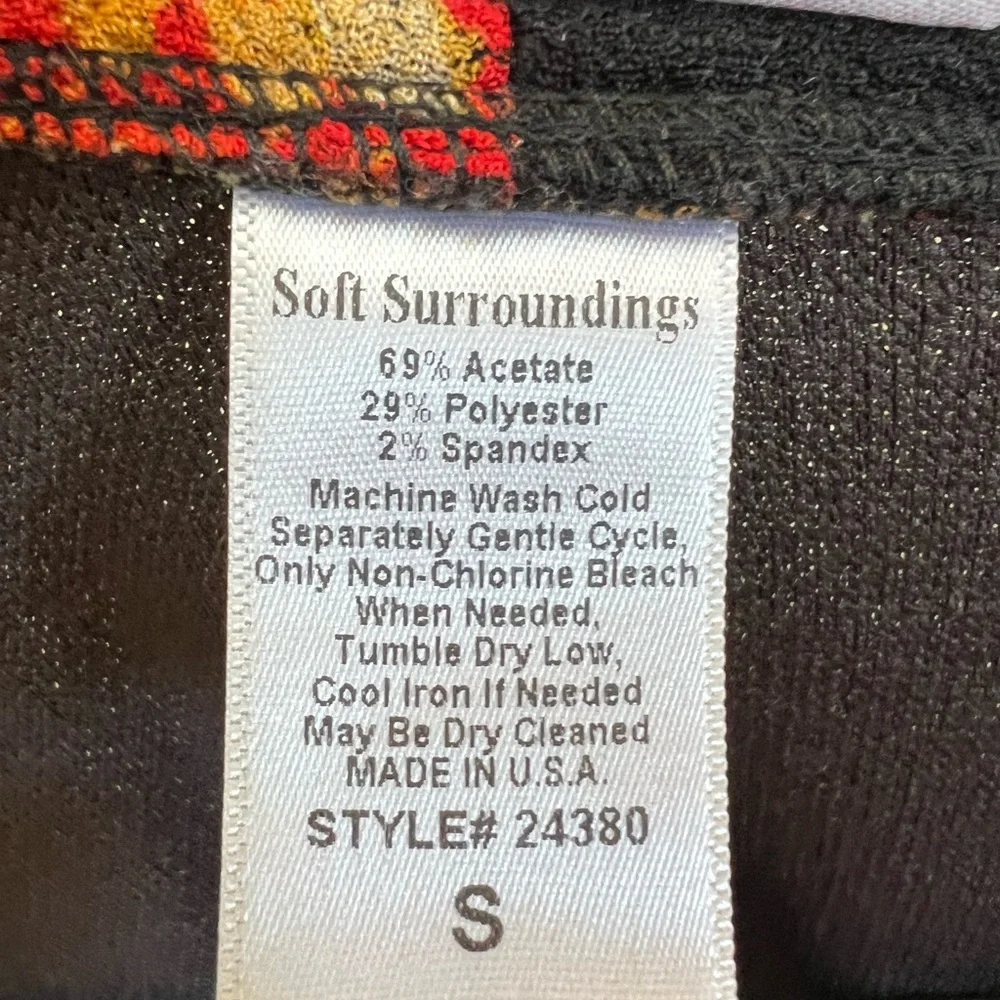 Soft Surroundings
69% Acetate
29% Polyester
2% Spandex
Machine Wash Cold
Separately Gentle Cycle,
Only Non-Chlorine Bleach
When Needed,
Tumble Dry Low,
Cool Iron If Needed
May Be Dry Cleaned
MADE IN U.S.A.
STYLE# 24380
S